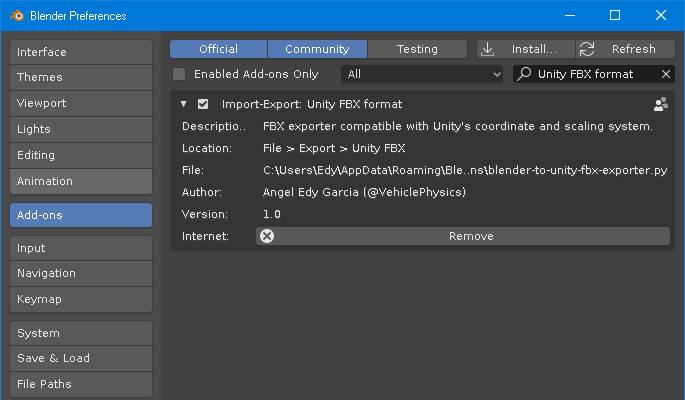 Blender Preferences
Interface
Themes
Viewport
Lights
Editing
Animation
Add-ons
Input
Navigation
Keymap
System
Save & Load
File Paths
Official Community Testing Install... Refresh
Enabled Add-ons Only All Unity FBX format
Import-Export: Unity FBX format
Descriptio.. FBX exporter compatible with Unity's coordinate and scaling system.
Location: File > Export > Unity FBX
File: C:\Users\Edy\AppData\Roaming\Ble..ns\blender-to-unity-fbx-exporter.py
Author: Angel Edy Garcia (@VehiclePhysics)
Version: 1.0
Internet: Remove